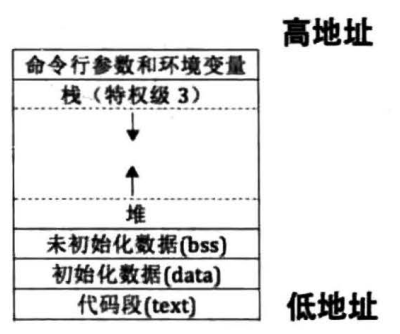 高地址
命令行参数和环境变量
栈（特权级 3）
堆
未初始化数据(bss)
初始化数据(data)
代码段(text)
低地址